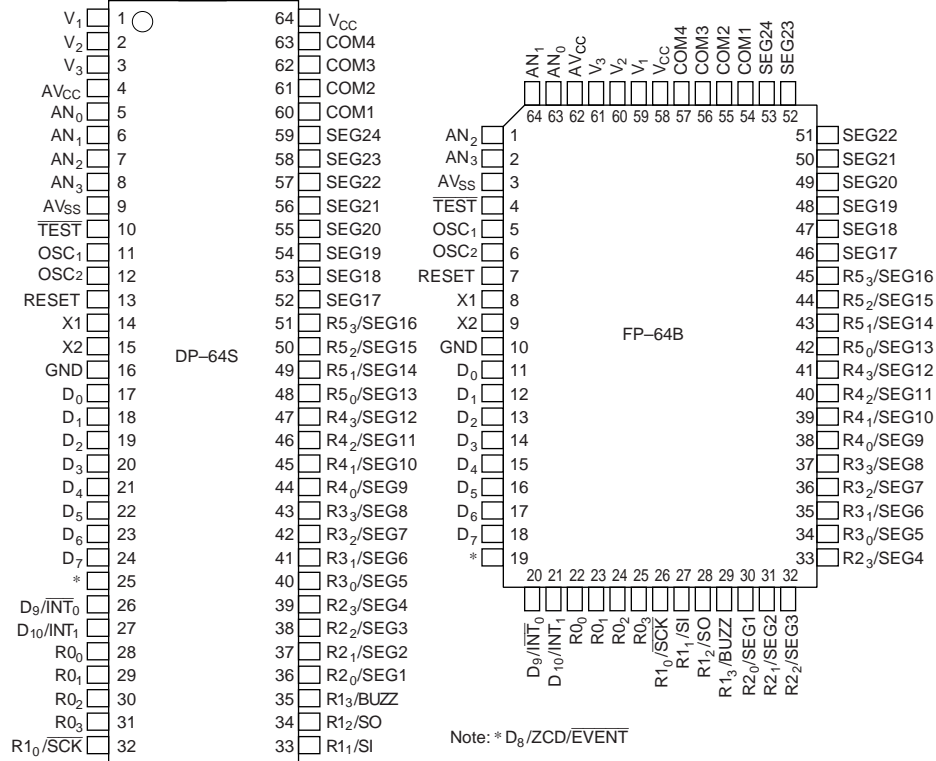 V1 1 64 VCC
V2 2 63 COM4
V3 3 62 COM3
AVCC 4 61 COM2
AN0 5 60 COM1
AN1 6 59 SEG24
AN2 7 58 SEG23
AN3 8 57 SEG22
AVSS 9 56 SEG21
T̅E̅S̅T̅ 10 55 SEG20
OSC1 11 54 SEG19
OSC2 12 53 SEG18
RESET 13 52 SEG17
X1 14 51 R53/SEG16
X2 15 50 R52/SEG15
GND 16 49 R51/SEG14
D0 17 48 R50/SEG13
D1 18 47 R43/SEG12
D2 19 46 R42/SEG11
D3 20 45 R41/SEG10
D4 21 44 R40/SEG9
D5 22 43 R33/SEG8
D6 23 42 R32/SEG7
D7 24 41 R31/SEG6
* 25 40 R30/SEG5
D9/I̅N̅T̅0 26 39 R23/SEG4
D10/INT1 27 38 R22/SEG3
R00 28 37 R21/SEG2
R01 29 36 R20/SEG1
R02 30 35 R13/BUZZ
R03 31 34 R12/SO
R10/S̅C̅K̅ 32 33 R11/SI
DP–64S
AN1 AN0 AVCC V3 V2 V1 VCC COM4 COM3 COM2 COM1 SEG24 SEG23
64 63 62 61 60 59 58 57 56 55 54 53 52
AN2 1 51 SEG22
AN3 2 50 SEG21
AVSS 3 49 SEG20
T̅E̅S̅T̅ 4 48 SEG19
OSC1 5 47 SEG18
OSC2 6 46 SEG17
RESET 7 45 R53/SEG16
X1 8 44 R52/SEG15
X2 9 43 R51/SEG14
GND 10 42 R50/SEG13
D0 11 41 R43/SEG12
D1 12 40 R42/SEG11
D2 13 39 R41/SEG10
D3 14 38 R40/SEG9
D4 15 37 R33/SEG8
D5 16 36 R32/SEG7
D6 17 35 R31/SEG6
D7 18 34 R30/SEG5
* 19 33 R23/SEG4
FP–64B
20 21 22 23 24 25 26 27 28 29 30 31 32
D9/I̅N̅T̅0 D10/INT1 R00 R01 R02 R03 R10/S̅C̅K̅ R11/SI R12/SO R13/BUZZ R20/SEG1 R21/SEG2 R22/SEG3
Note: * D8/ZCD/E̅V̅E̅N̅T̅